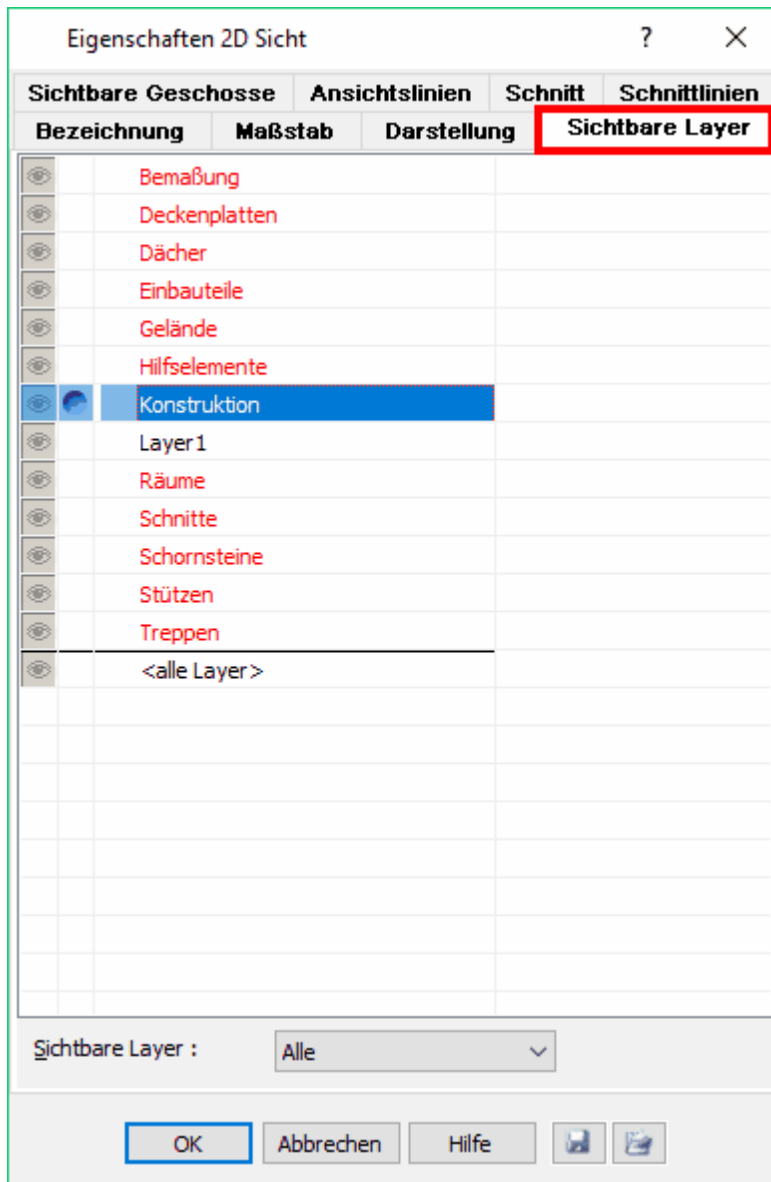 Eigenschaften 2D Sicht ?
Sichtbare Geschosse Ansichtslinien Schnitt Schnittlinien
Bezeichnung Maßstab Darstellung Sichtbare Layer
Bemaßung
Deckenplatten
Dächer
Einbauteile
Gelände
Hilfselemente
Konstruktion
Layer1
Räume
Schnitte
Schornsteine
Stützen
Treppen
<alle Layer>
Sichtbare Layer : Alle
OK Abbrechen Hilfe